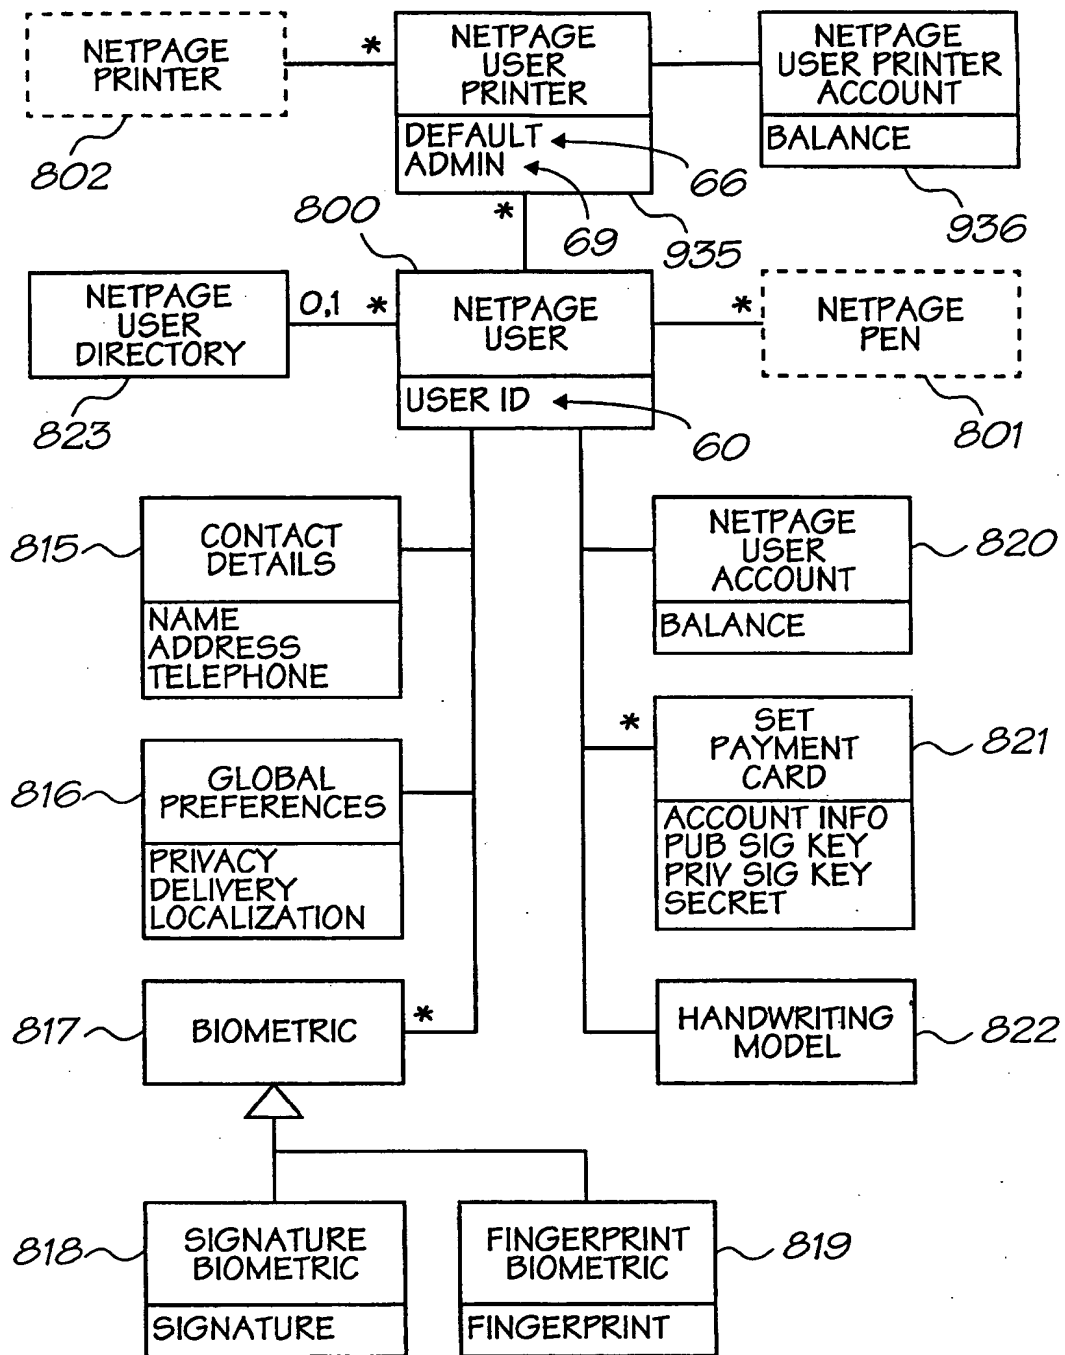 NETPAGE
PRINTER
802
*
NETPAGE
USER
PRINTER
DEFAULT
ADMIN
66
69
935
NETPAGE
USER PRINTER
ACCOUNT
BALANCE
936
*
800
NETPAGE
USER
DIRECTORY
823
0,1
*
NETPAGE
USER
USER ID
60
*
NETPAGE
PEN
801
815
CONTACT
DETAILS
NAME
ADDRESS
TELEPHONE
NETPAGE
USER
ACCOUNT
BALANCE
820
816
GLOBAL
PREFERENCES
PRIVACY
DELIVERY
LOCALIZATION
*
SET
PAYMENT
CARD
ACCOUNT INFO
PUB SIG KEY
PRIV SIG KEY
SECRET
821
817
BIOMETRIC
*
HANDWRITING
MODEL
822
818
SIGNATURE
BIOMETRIC
SIGNATURE
FINGERPRINT
BIOMETRIC
FINGERPRINT
819